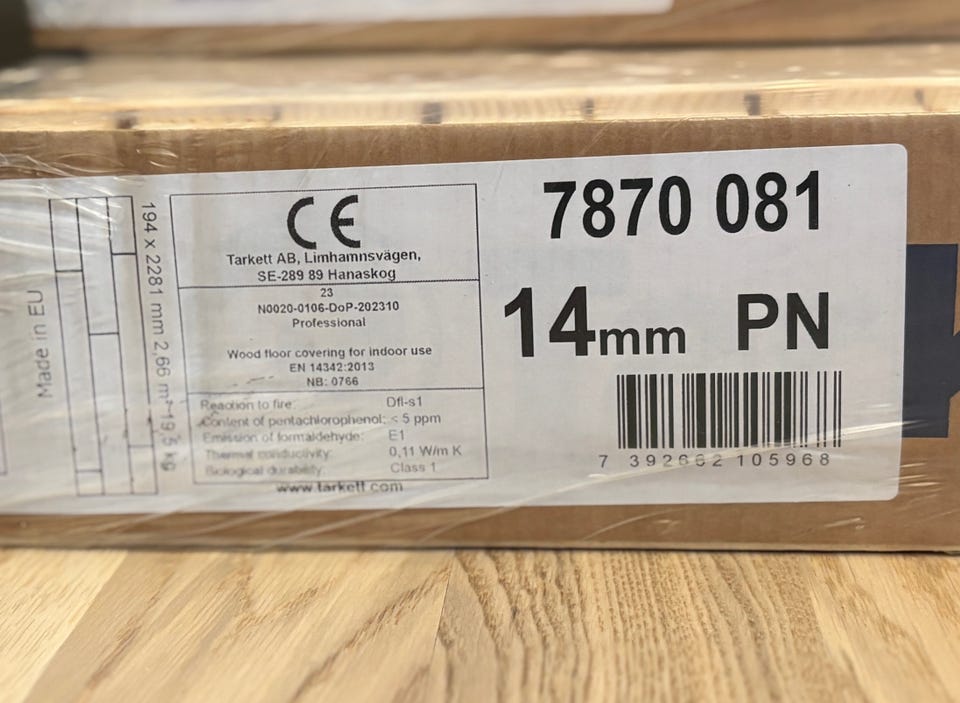 Made in EU
194 x 2281 mm 2,66 m² 19,5 kg
CE
Tarkett AB, Limhamnsvägen,
SE-289 89 Hanaskog
23
N0020-0106-DoP-202310
Professional
Wood floor covering for indoor use
EN 14342:2013
NB: 0766
Reaction to fire: Dfl-s1
Content of pentachlorophenol: < 5 ppm
Emission of formaldehyde: E1
Thermal conductivity: 0,11 W/m K
Biological durability: Class 1
www.tarkett.com
7870 081
14mm PN
7 392662 105968